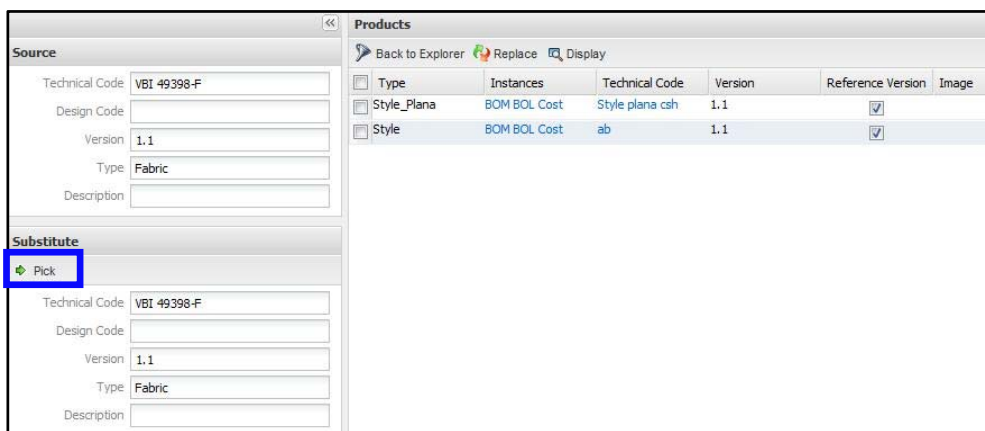 Source
Technical Code VBI 49398-F
Design Code
Version 1.1
Type Fabric
Description
Substitute
Pick
Technical Code VBI 49398-F
Design Code
Version 1.1
Type Fabric
Description
Products
Back to Explorer Replace Display
Type Instances Technical Code Version Reference Version Image
Style_Plana BOM BOL Cost Style plana csh 1.1
Style BOM BOL Cost ab 1.1